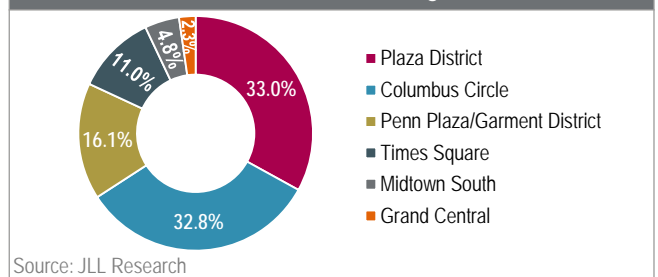 33.0%
32.8%
16.1%
11.0%
4.8%
2.3%
Plaza District
Columbus Circle
Penn Plaza/Garment District
Times Square
Midtown South
Grand Central
Source: JLL Research